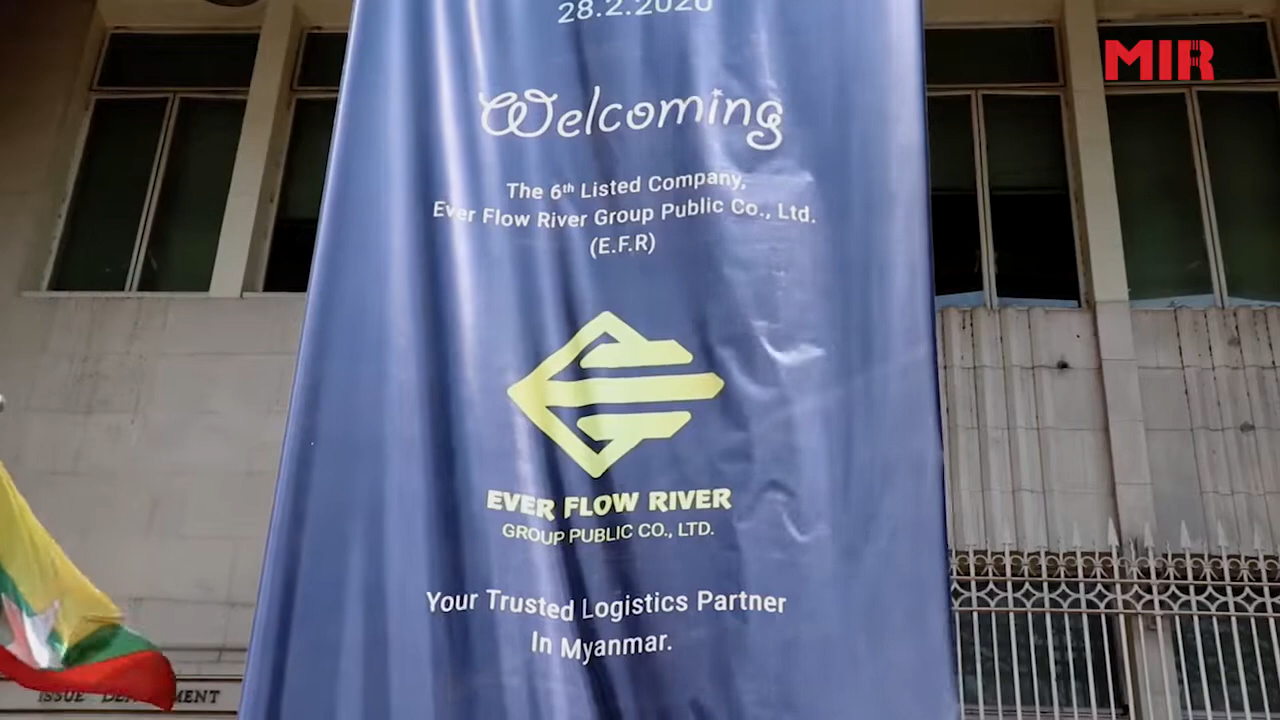 28.2.2020
MIR
Welcoming
The 6th Listed Company,
Ever Flow River Group Public Co., Ltd.
(E.F.R)
EVER FLOW RIVER
GROUP PUBLIC CO., LTD.
Your Trusted Logistics Partner
In Myanmar.
ISSUE